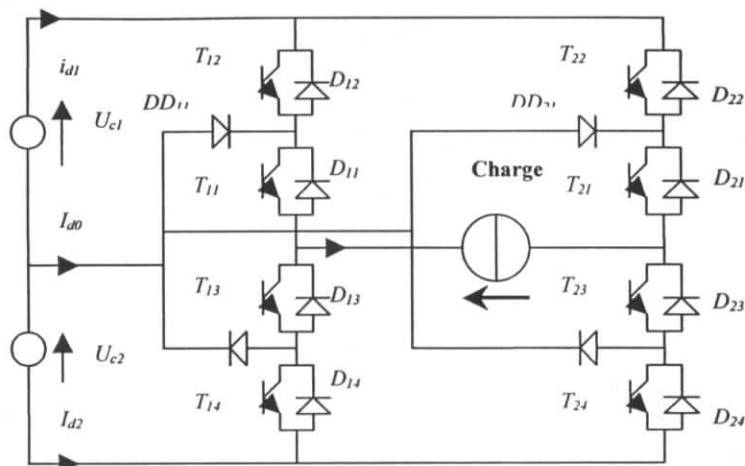 T12
T22
id1
D12
D22
Uc1
DD11
D11
Charge
T11
T21
D21
Id0
T13
D13
T23
D23
Uc2
D14
T14
T24
D24
Id2